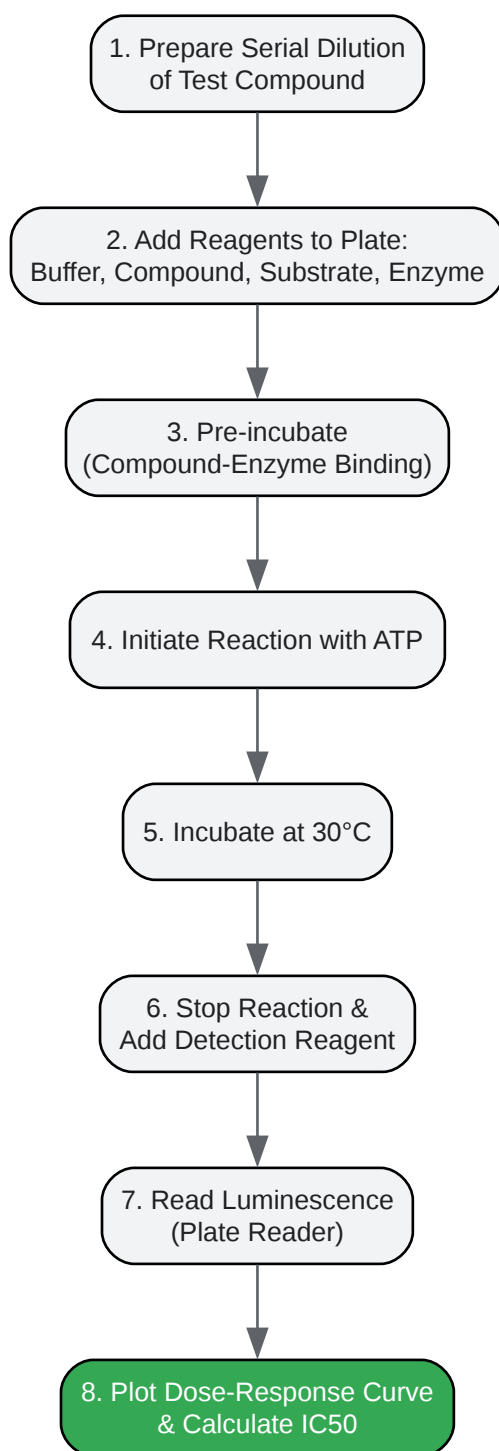 1. Prepare Serial Dilution
of Test Compound
2. Add Reagents to Plate:
Buffer, Compound, Substrate, Enzyme
3. Pre-incubate
(Compound-Enzyme Binding)
4. Initiate Reaction with ATP
5. Incubate at 30°C
6. Stop Reaction &
Add Detection Reagent
7. Read Luminescence
(Plate Reader)
8. Plot Dose-Response Curve
& Calculate IC50